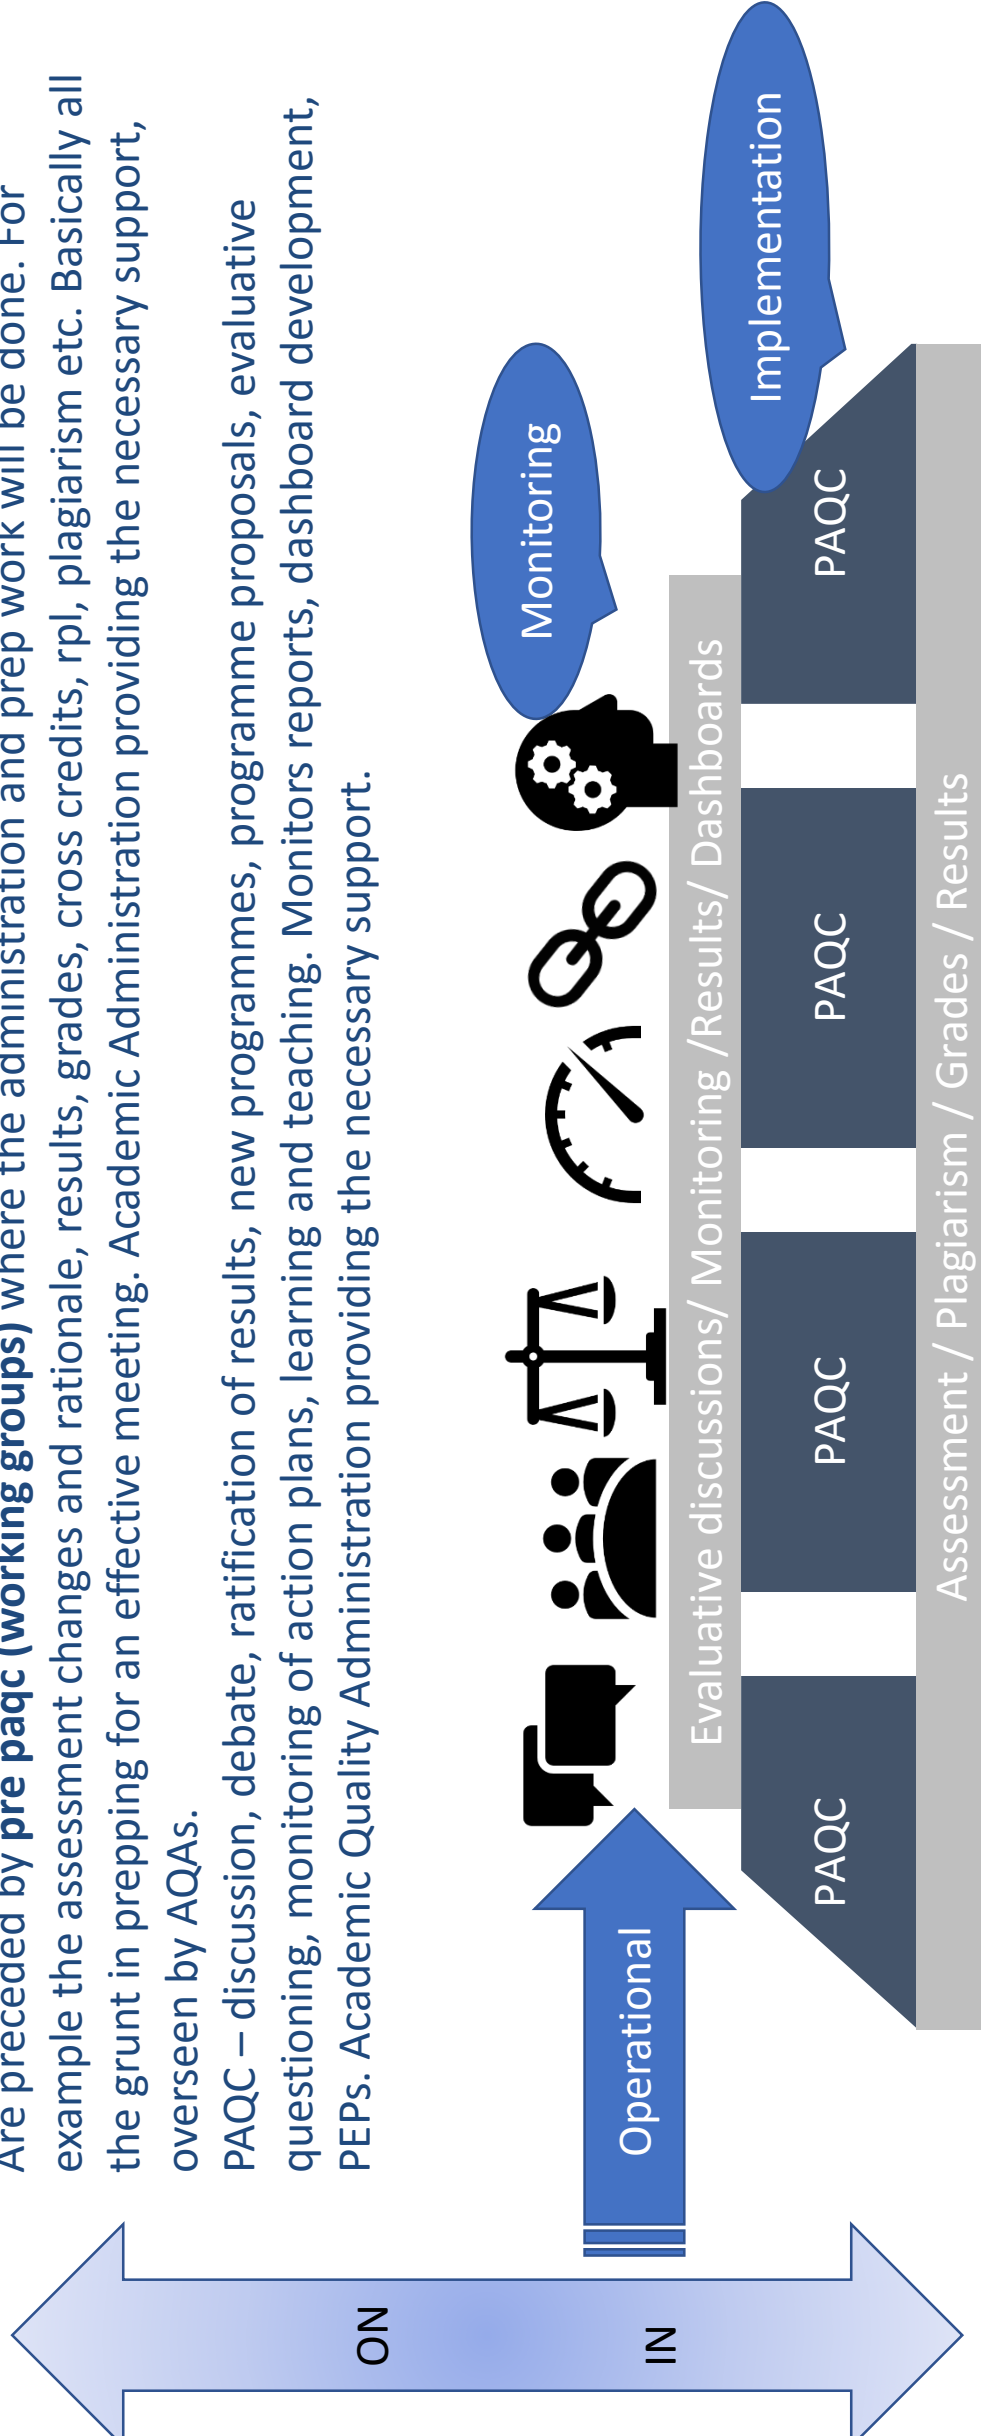 Are preceded by pre paqc (working groups) where the administration and prep work will be done. For
example the assessment changes and rationale, results, grades, cross credits, rpl, plagiarism etc. Basically all
the grunt in prepping for an effective meeting. Academic Administration providing the necessary support,
overseen by AQAs.
PAQC – discussion, debate, ratification of results, new programmes, programme proposals, evaluative
questioning, monitoring of action plans, learning and teaching. Monitors reports, dashboard development,
PEPs. Academic Quality Administration providing the necessary support.
ON
IN
Operational
Monitoring
Implementation
Evaluative discussions/ Monitoring /Results/ Dashboards
PAQC
PAQC
PAQC
PAQC
Assessment / Plagiarism / Grades / Results